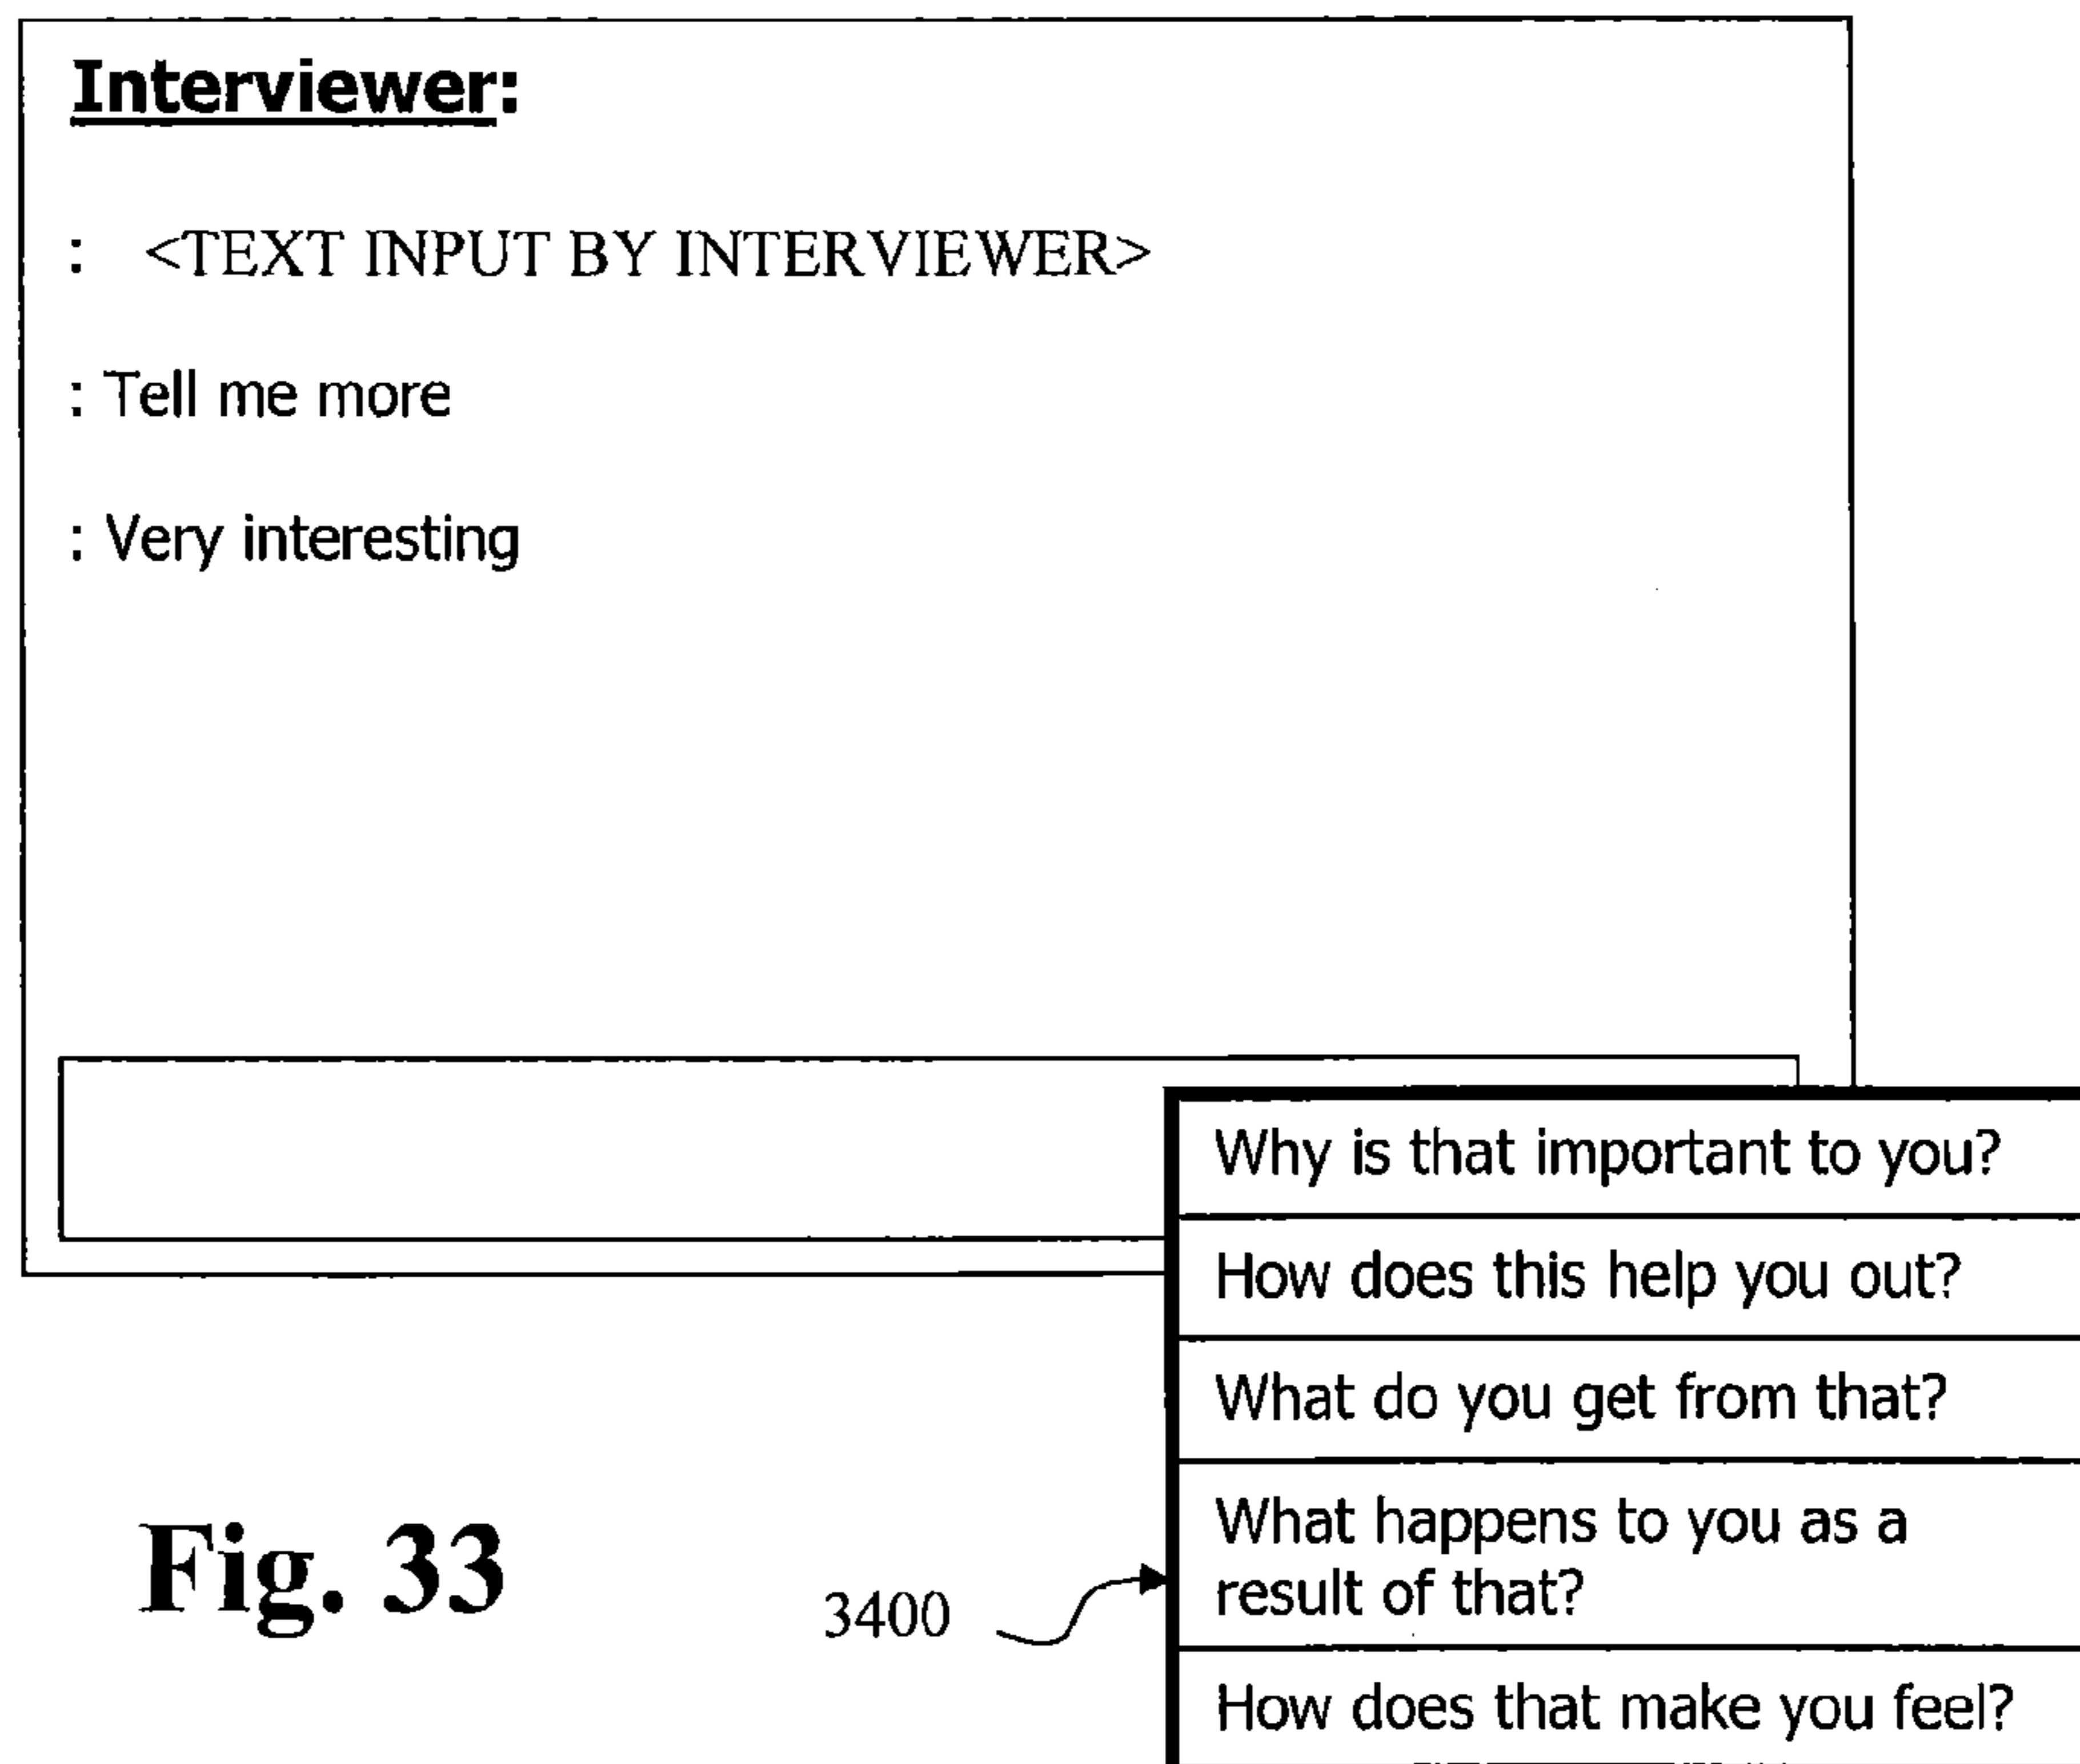 Interviewer:
: <TEXT INPUT BY INTERVIEWER>
: Tell me more
: Very interesting
Why is that important to you?
How does this help you out?
What do you get from that?
What happens to you as a
result of that?
How does that make you feel?
Fig. 33
3400